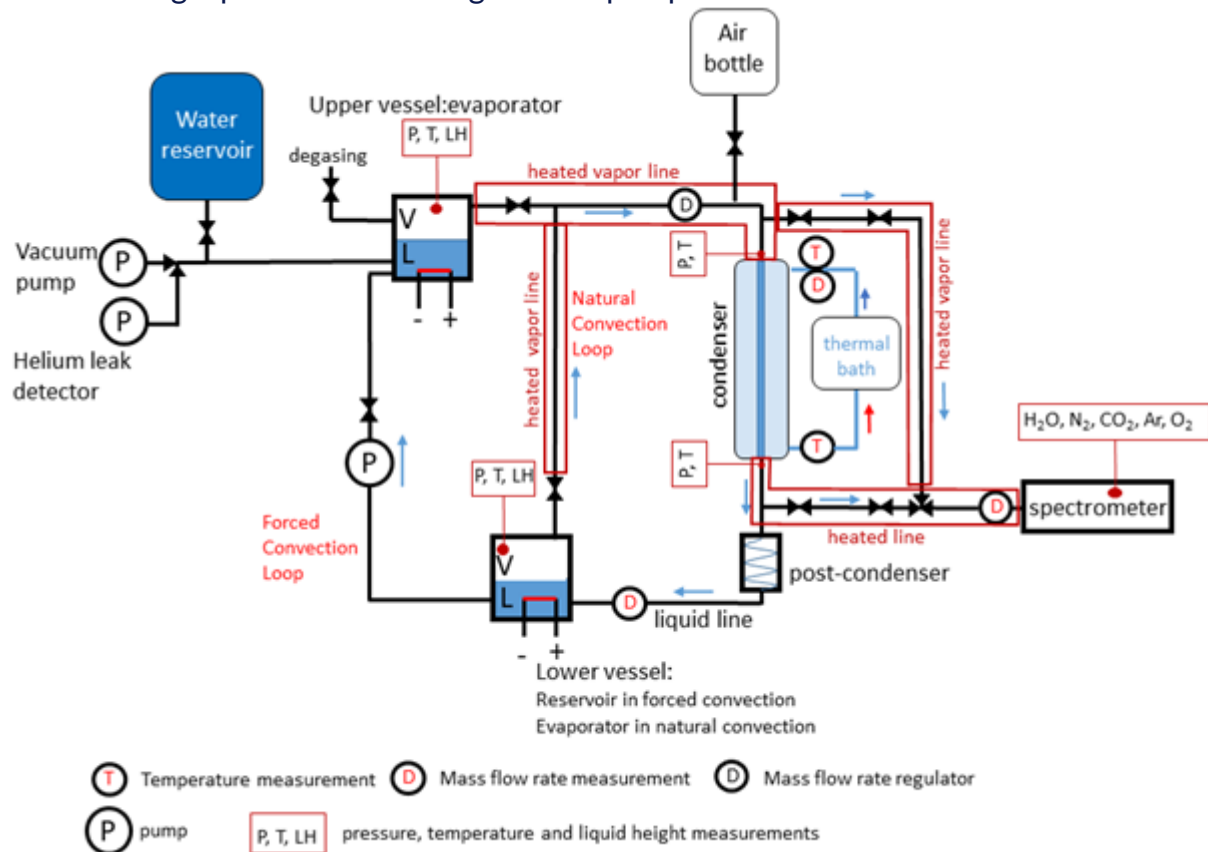 Air
bottle
Water
reservoir
Upper vessel:evaporator
P, T, LH
degasing
heated vapor line
V
L
D
Vacuum
pump
P
P
Helium leak
detector
- +
P, T
T
D
heated vapor line
Natural
Convection
Loop
condenser
thermal
bath
heated vapor line
H₂O, N₂, CO₂, Ar, O₂
P
P, T, LH
P, T
T
D
spectrometer
heated line
Forced
Convection
Loop
V
L
post-condenser
D
liquid line
- +
Lower vessel:
Reservoir in forced convection
Evaporator in natural convection
T Temperature measurement D Mass flow rate measurement D Mass flow rate regulator
P pump P, T, LH pressure, temperature and liquid height measurements